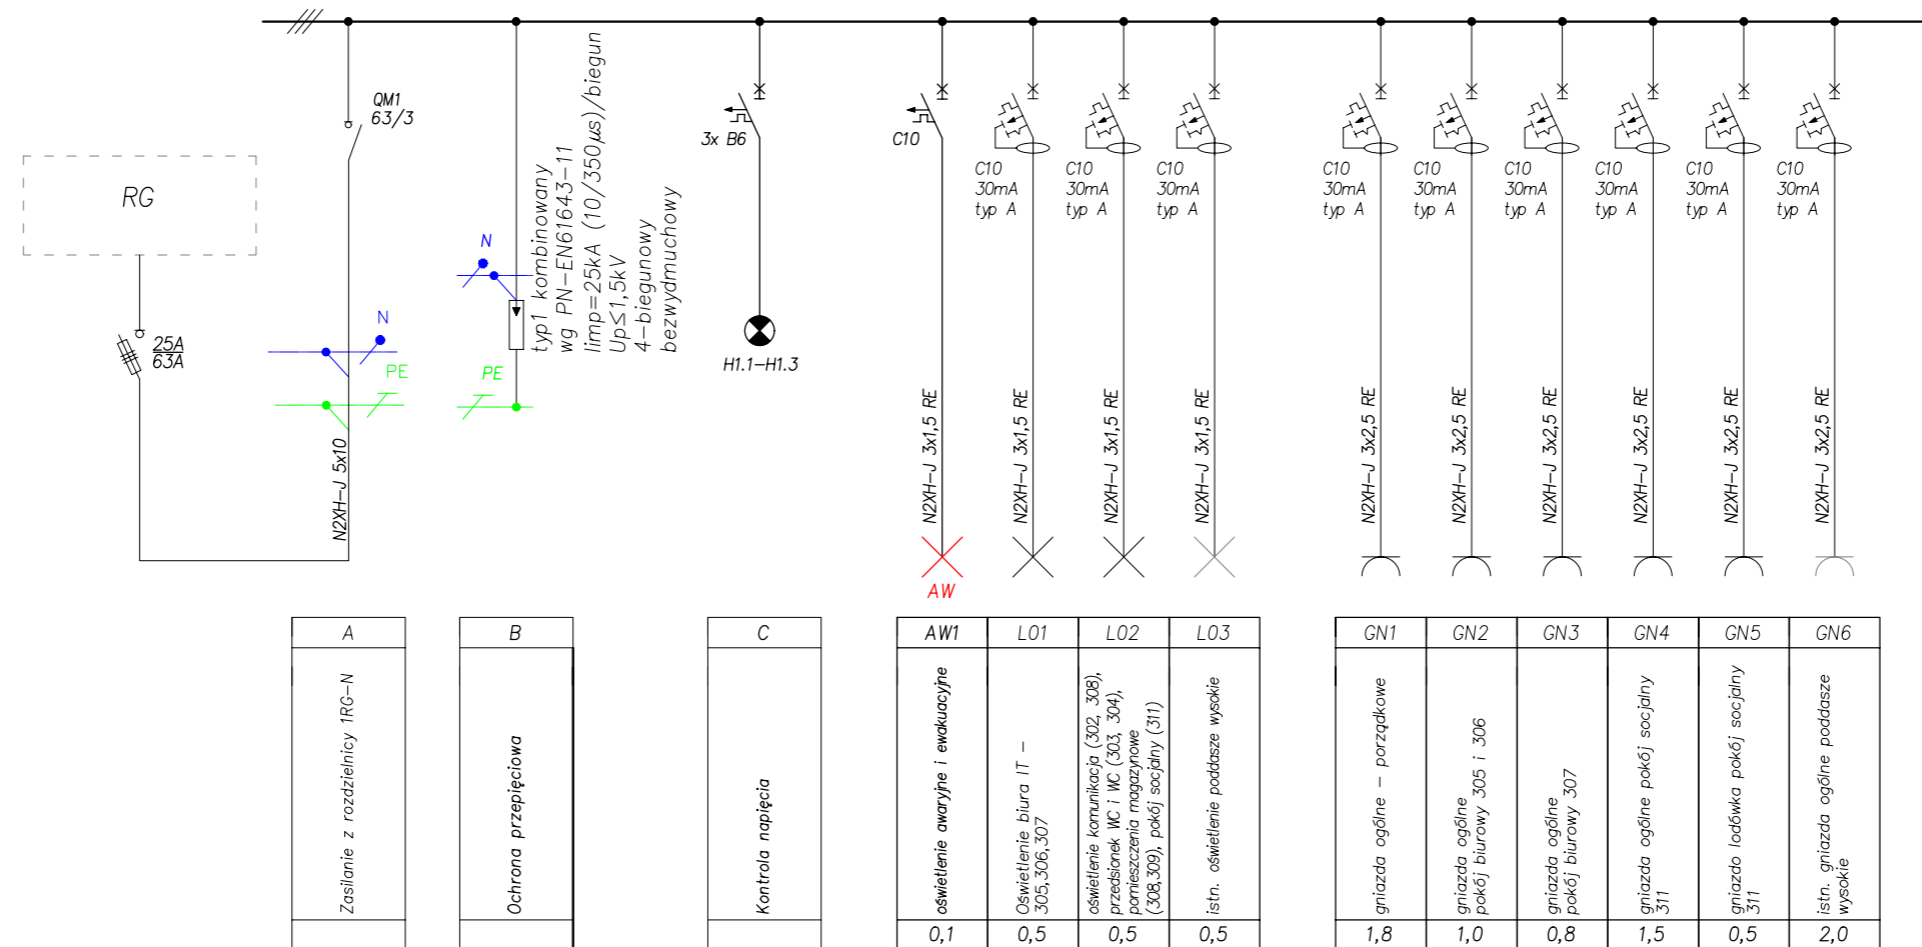 RG
25A
63A
QM1
63/3
N
PE
N2XH-J 5x10
N
PE
typ1 kombinowany
wg PN-EN61643-11
Iimp=25kA (10/350µs)/biegun
Up≤1,5kV
4-biegunowy
bezwydmuchowy
3x B6
H1.1-H1.3
C10
N2XH-J 3x1,5 RE
AW
C10
30mA
typ A
N2XH-J 3x1,5 RE
C10
30mA
typ A
N2XH-J 3x1,5 RE
C10
30mA
typ A
N2XH-J 3x1,5 RE
C10
30mA
typ A
N2XH-J 3x2,5 RE
C10
30mA
typ A
N2XH-J 3x2,5 RE
C10
30mA
typ A
N2XH-J 3x2,5 RE
C10
30mA
typ A
N2XH-J 3x2,5 RE
C10
30mA
typ A
N2XH-J 3x2,5 RE
C10
30mA
typ A
N2XH-J 3x2,5 RE
A
Zasilanie z rozdzielnicy 1RG-N
B
Ochrona przepięciowa
C
Kontrola napięcia
AW1
oświetlenie awaryjne i ewakuacyjne
0,1
L01
Oświetlenie biura IT -
305,306,307
0,5
L02
oświetlenie komunikacja (302, 308),
przedsionek WC i WC (303, 304),
pomieszczenia magazynowe
(308,309), pokój socjalny (311)
0,5
L03
istn. oświetlenie poddasze wysokie
0,5
GN1
gniazda ogólne - porządkowe
1,8
GN2
gniazda ogólne
pokój biurowy 305 i 306
1,0
GN3
gniazda ogólne
pokój biurowy 307
0,8
GN4
gniazda ogólne pokój socjalny
311
1,5
GN5
gniazdo lodówka pokój socjalny
311
0,5
GN6
istn. gniazda ogólne poddasze
wysokie
2,0